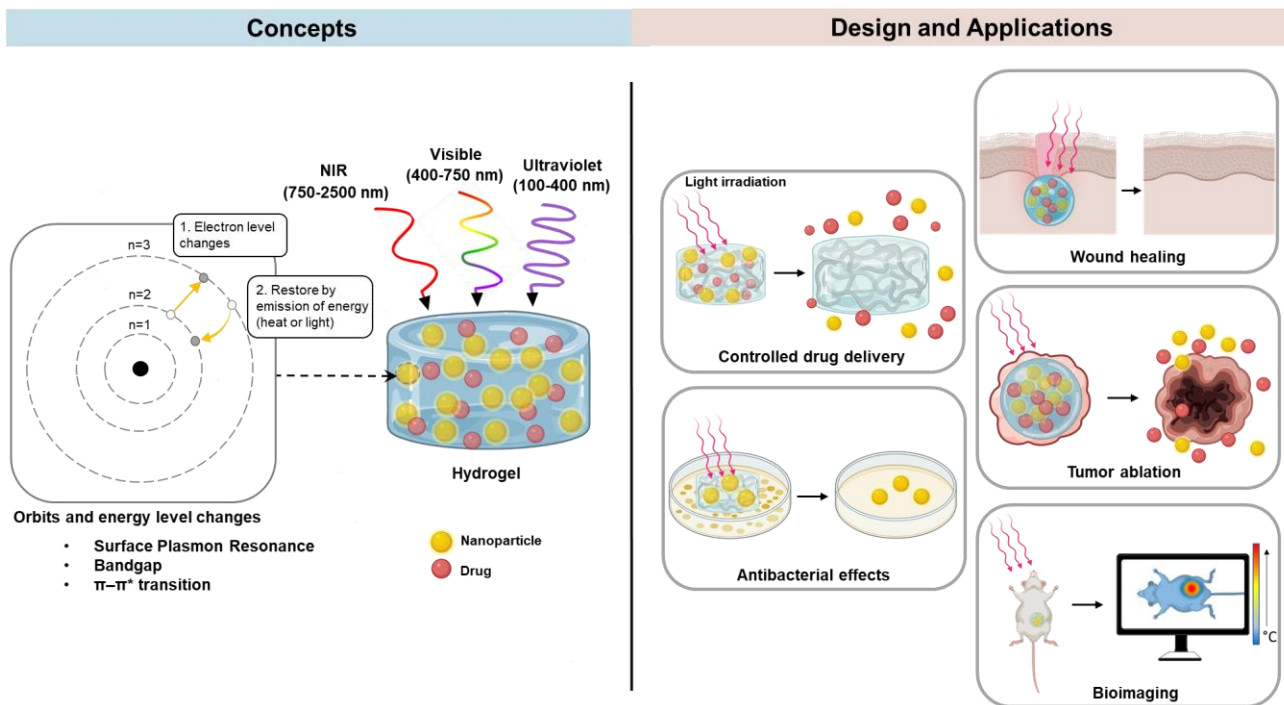 Concepts
Design and Applications
NIR
(750-2500 nm)
Visible
(400-750 nm)
Ultraviolet
(100-400 nm)
1. Electron level
changes
2. Restore by
emission of energy
(heat or light)
n=3
n=2
n=1
Hydrogel
Orbits and energy level changes
• Surface Plasmon Resonance
• Bandgap
• π–π* transition
Nanoparticle
Drug
Light irradiation
Controlled drug delivery
Antibacterial effects
Wound healing
Tumor ablation
°C
Bioimaging